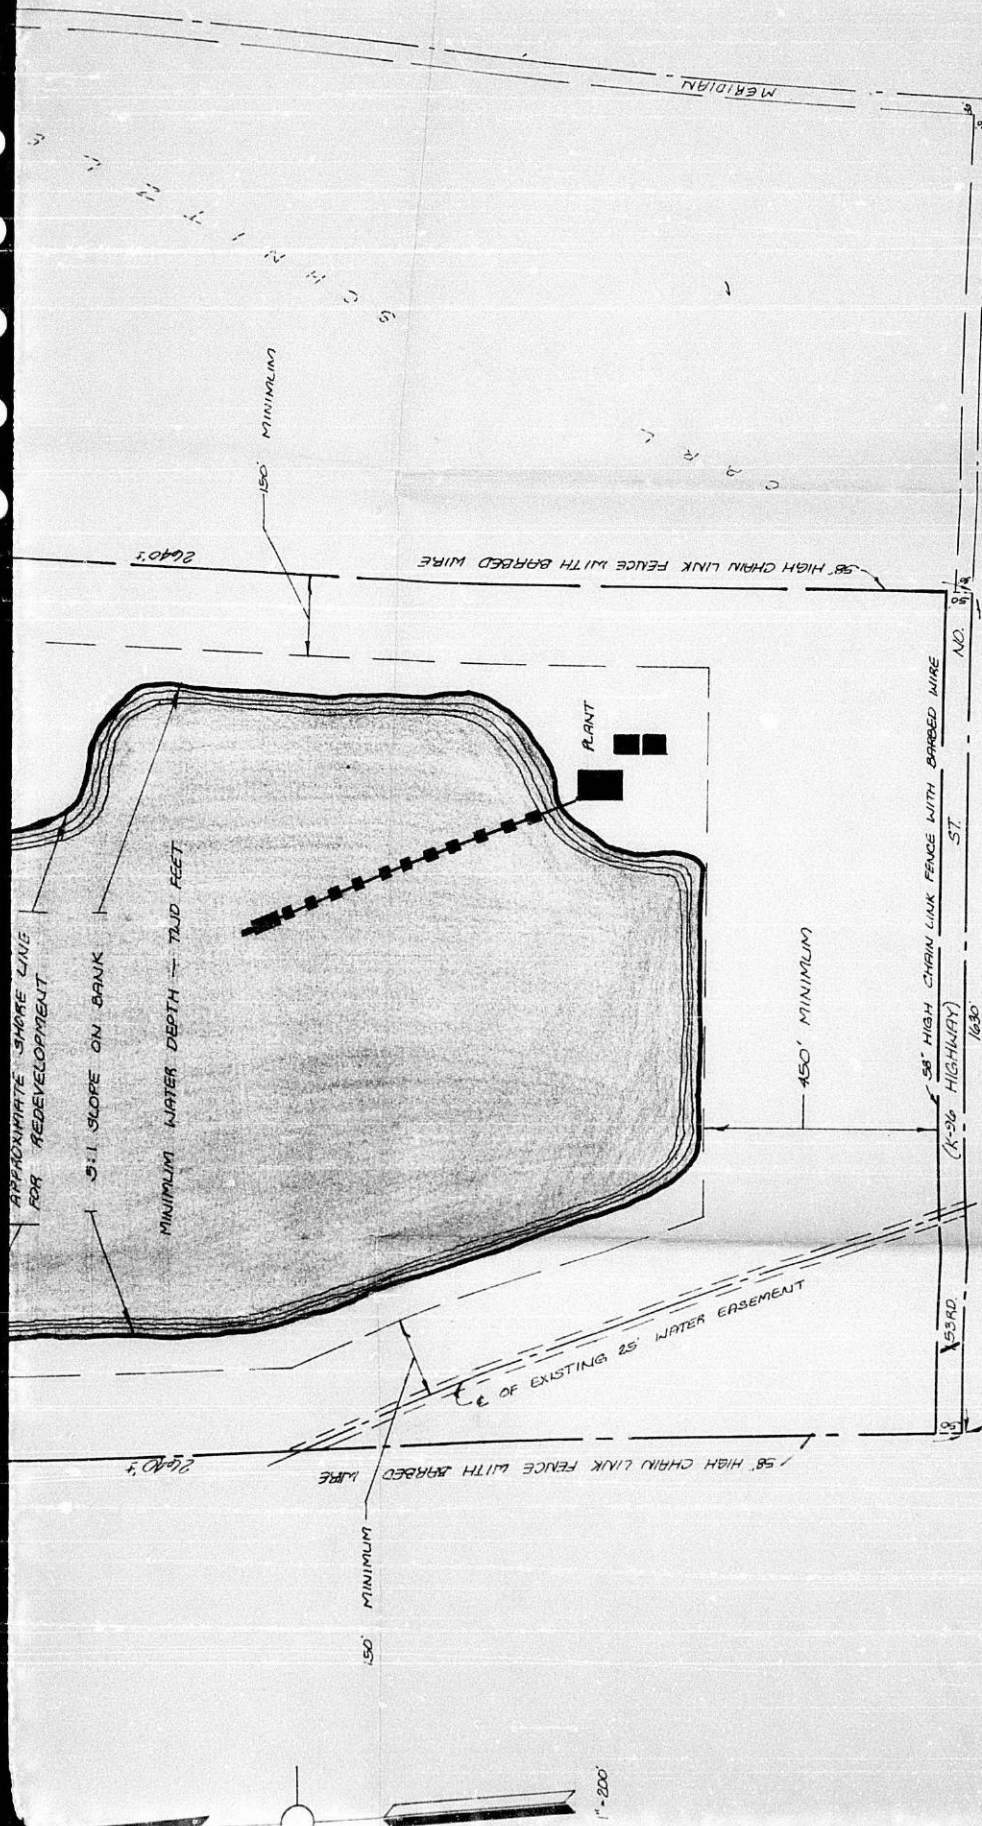 MERIDIAN
150' MINIMUM
2640'±
58" HIGH CHAIN LINK FENCE WITH BARBED WIRE
PLANT
APPROXIMATE SHORE LINE
FOR REDEVELOPMENT
MINIMUM WATER DEPTH — TWO FEET
SLOPE ON BANK
450' MINIMUM
58" HIGH CHAIN LINK FENCE WITH BARBED WIRE
53RD. ST. NO.
(K-96 HIGHWAY)
1630'
50'
℄ OF EXISTING 25' WATER EASEMENT
2640'±
58" HIGH CHAIN LINK FENCE WITH BARBED WIRE
150' MINIMUM
1"=200'